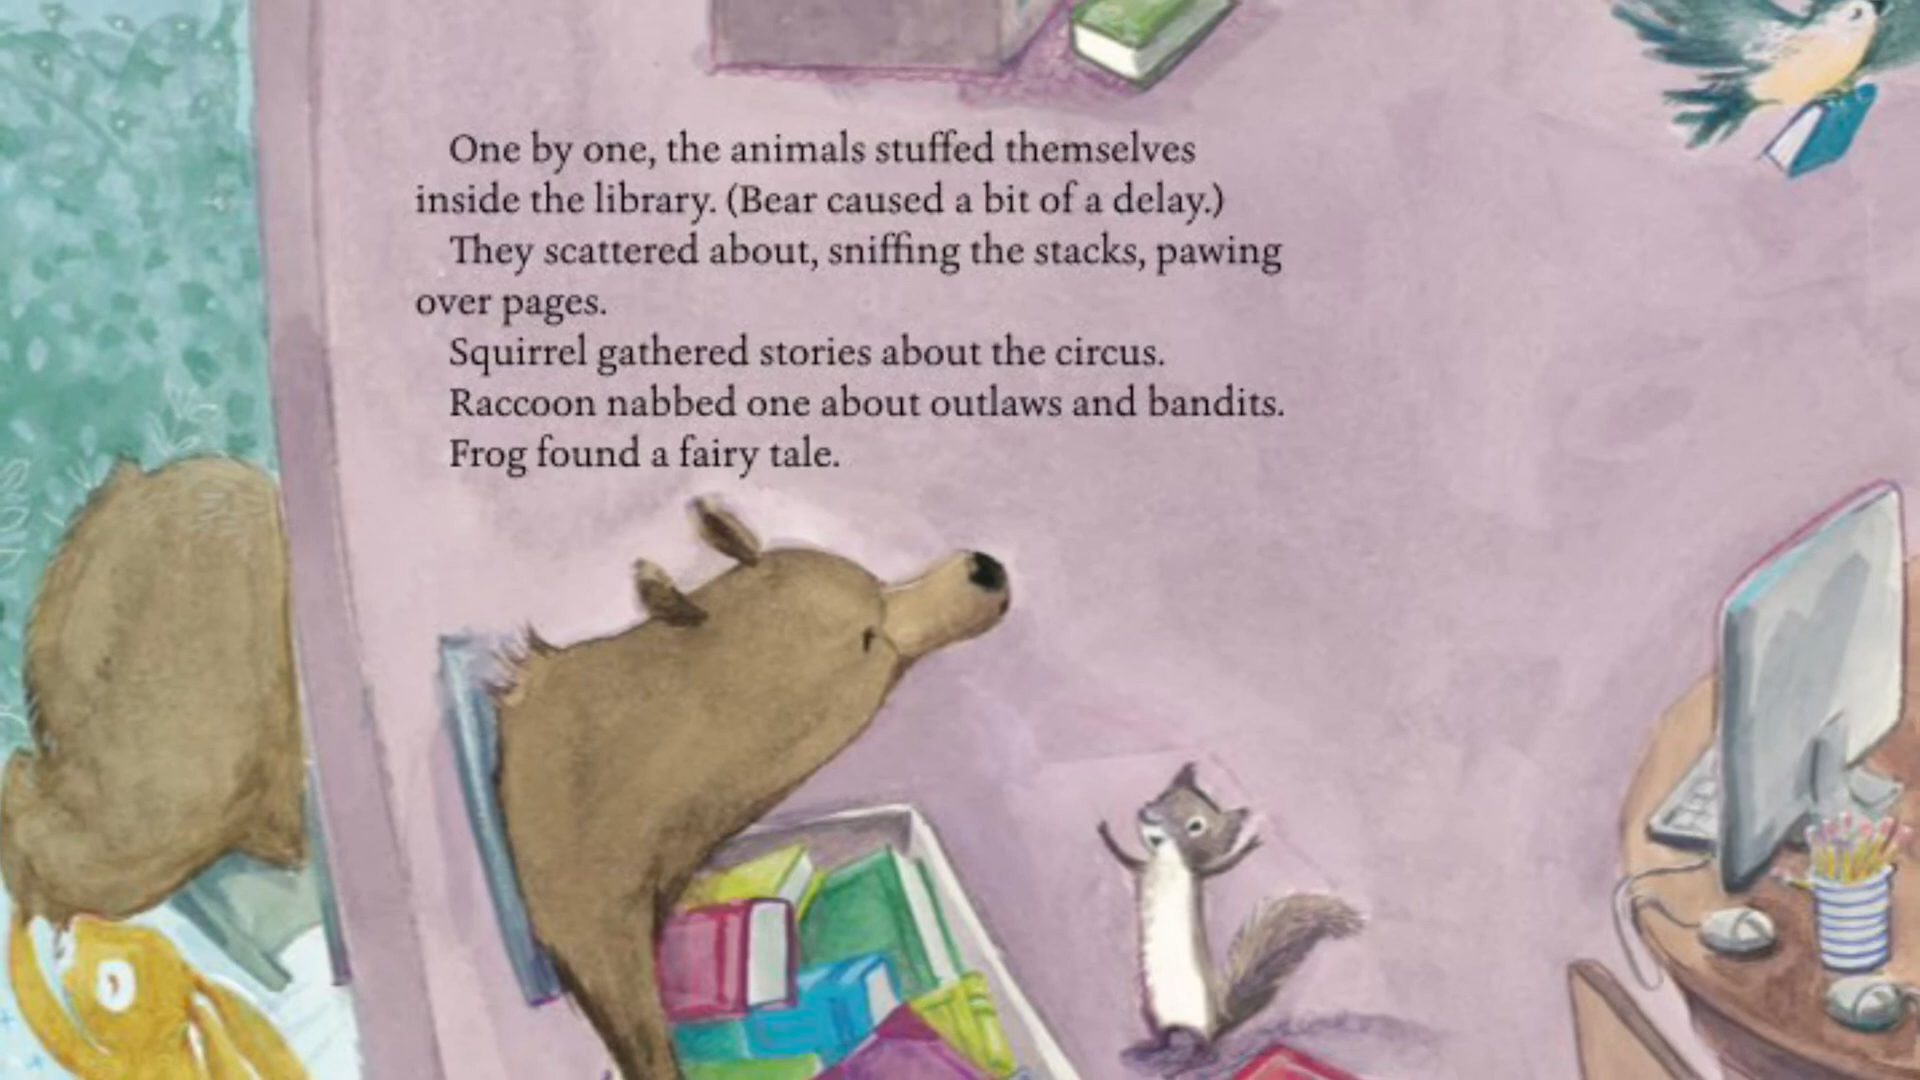 One by one, the animals stuffed themselves
inside the library. (Bear caused a bit of a delay.)
They scattered about, sniffing the stacks, pawing
over pages.
Squirrel gathered stories about the circus.
Raccoon nabbed one about outlaws and bandits.
Frog found a fairy tale.